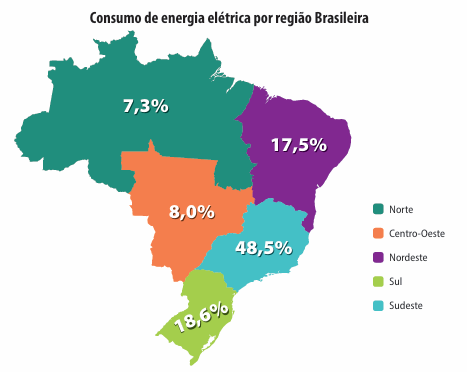 Consumo de energia elétrica por região Brasileira
7,3%
17,5%
8,0%
48,5%
18,6%
Norte
Centro-Oeste
Nordeste
Sul
Sudeste